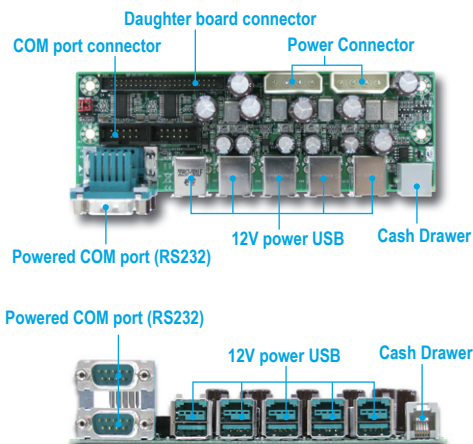 Daughter board connector
COM port connector
Power Connector
12V power USB
Cash Drawer
Powered COM port (RS232)
Powered COM port (RS232)
12V power USB
Cash Drawer